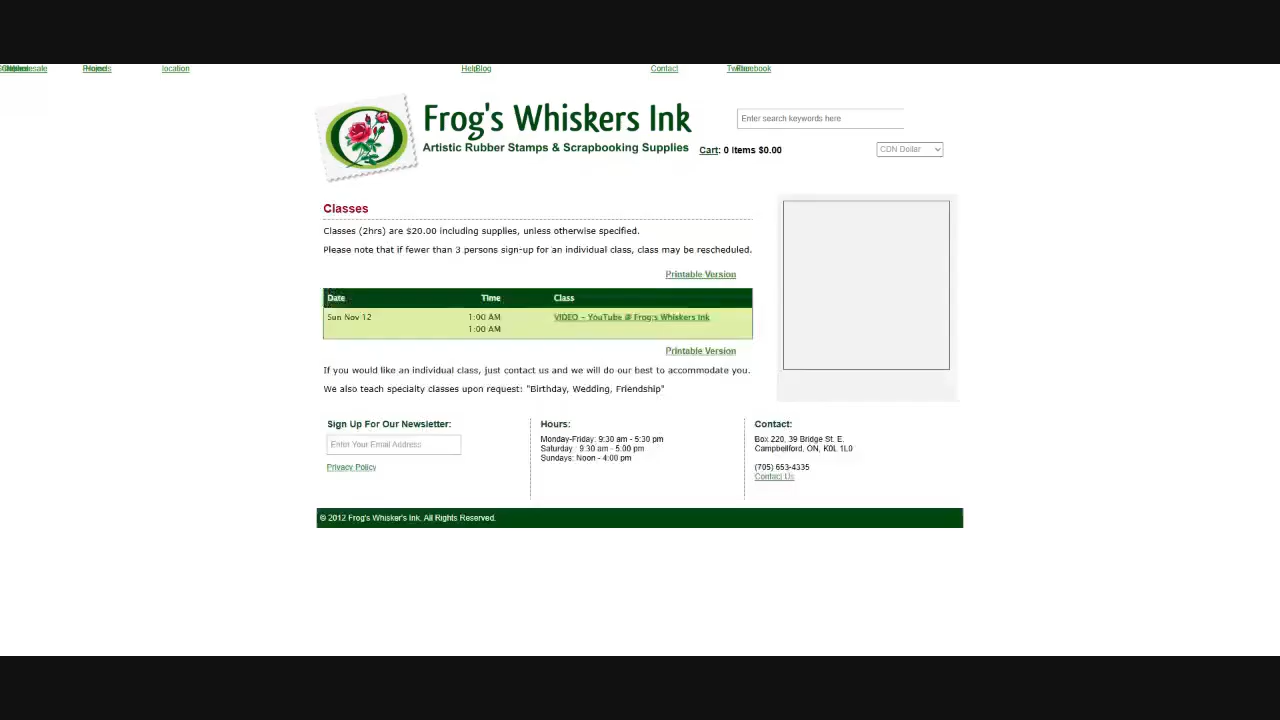 Wholesale Projects location Help Blog Contact Facebook
Frog's Whiskers Ink
Artistic Rubber Stamps & Scrapbooking Supplies
Enter search keywords here
Cart: 0 Items $0.00
CDN Dollar
Classes
Classes (2hrs) are $20.00 including supplies, unless otherwise specified.
Please note that if fewer than 3 persons sign-up for an individual class, class may be rescheduled.
Printable Version
Date Time Class
Sun Nov 12 1:00 AM VIDEO ~ YouTube @ Frog;s Whiskers Ink
1:00 AM
Printable Version
If you would like an individual class, just contact us and we will do our best to accommodate you.
We also teach specialty classes upon request: "Birthday, Wedding, Friendship"
Sign Up For Our Newsletter:
Enter Your Email Address
Privacy Policy
Hours:
Monday-Friday: 9:30 am - 5:30 pm
Saturday : 9:30 am - 5:00 pm
Sundays: Noon - 4:00 pm
Contact:
Box 220, 39 Bridge St. E.
Campbellford, ON, K0L 1L0
(705) 653-4335
Contact Us
© 2012 Frog's Whisker's Ink. All Rights Reserved.